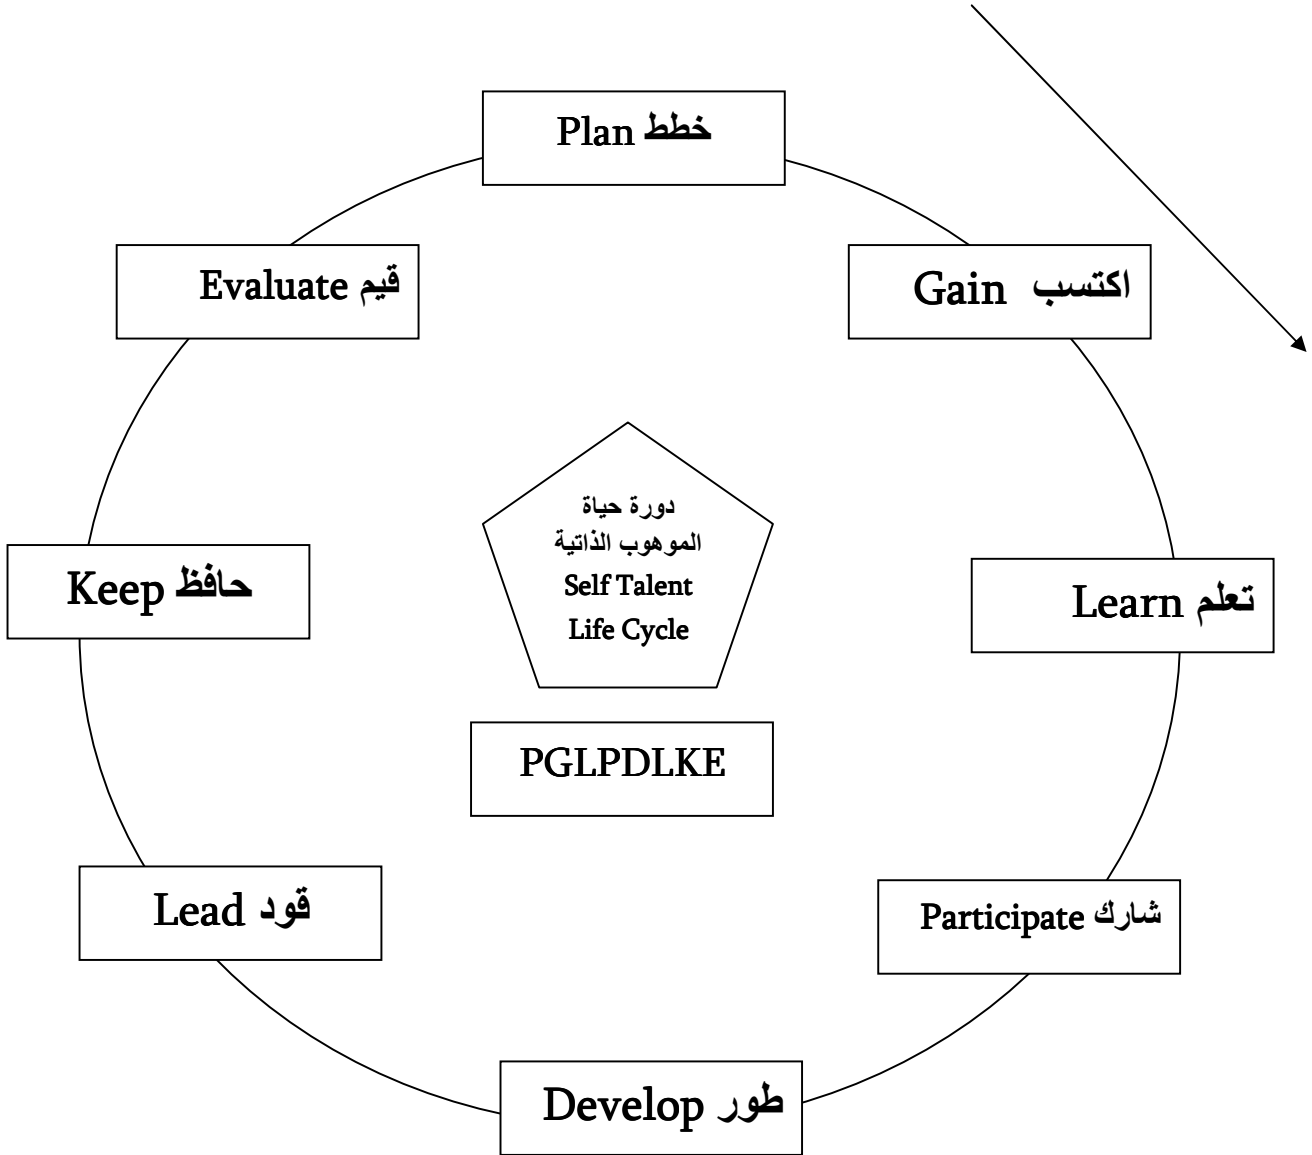 Plan خطط
Gain اكتسب
Learn تعلم
Participate شارك
Develop طور
Lead قود
Keep حافظ
Evaluate قيم
دورة حياة
الموهوب الذاتية
Self Talent
Life Cycle
PGLPDLKE